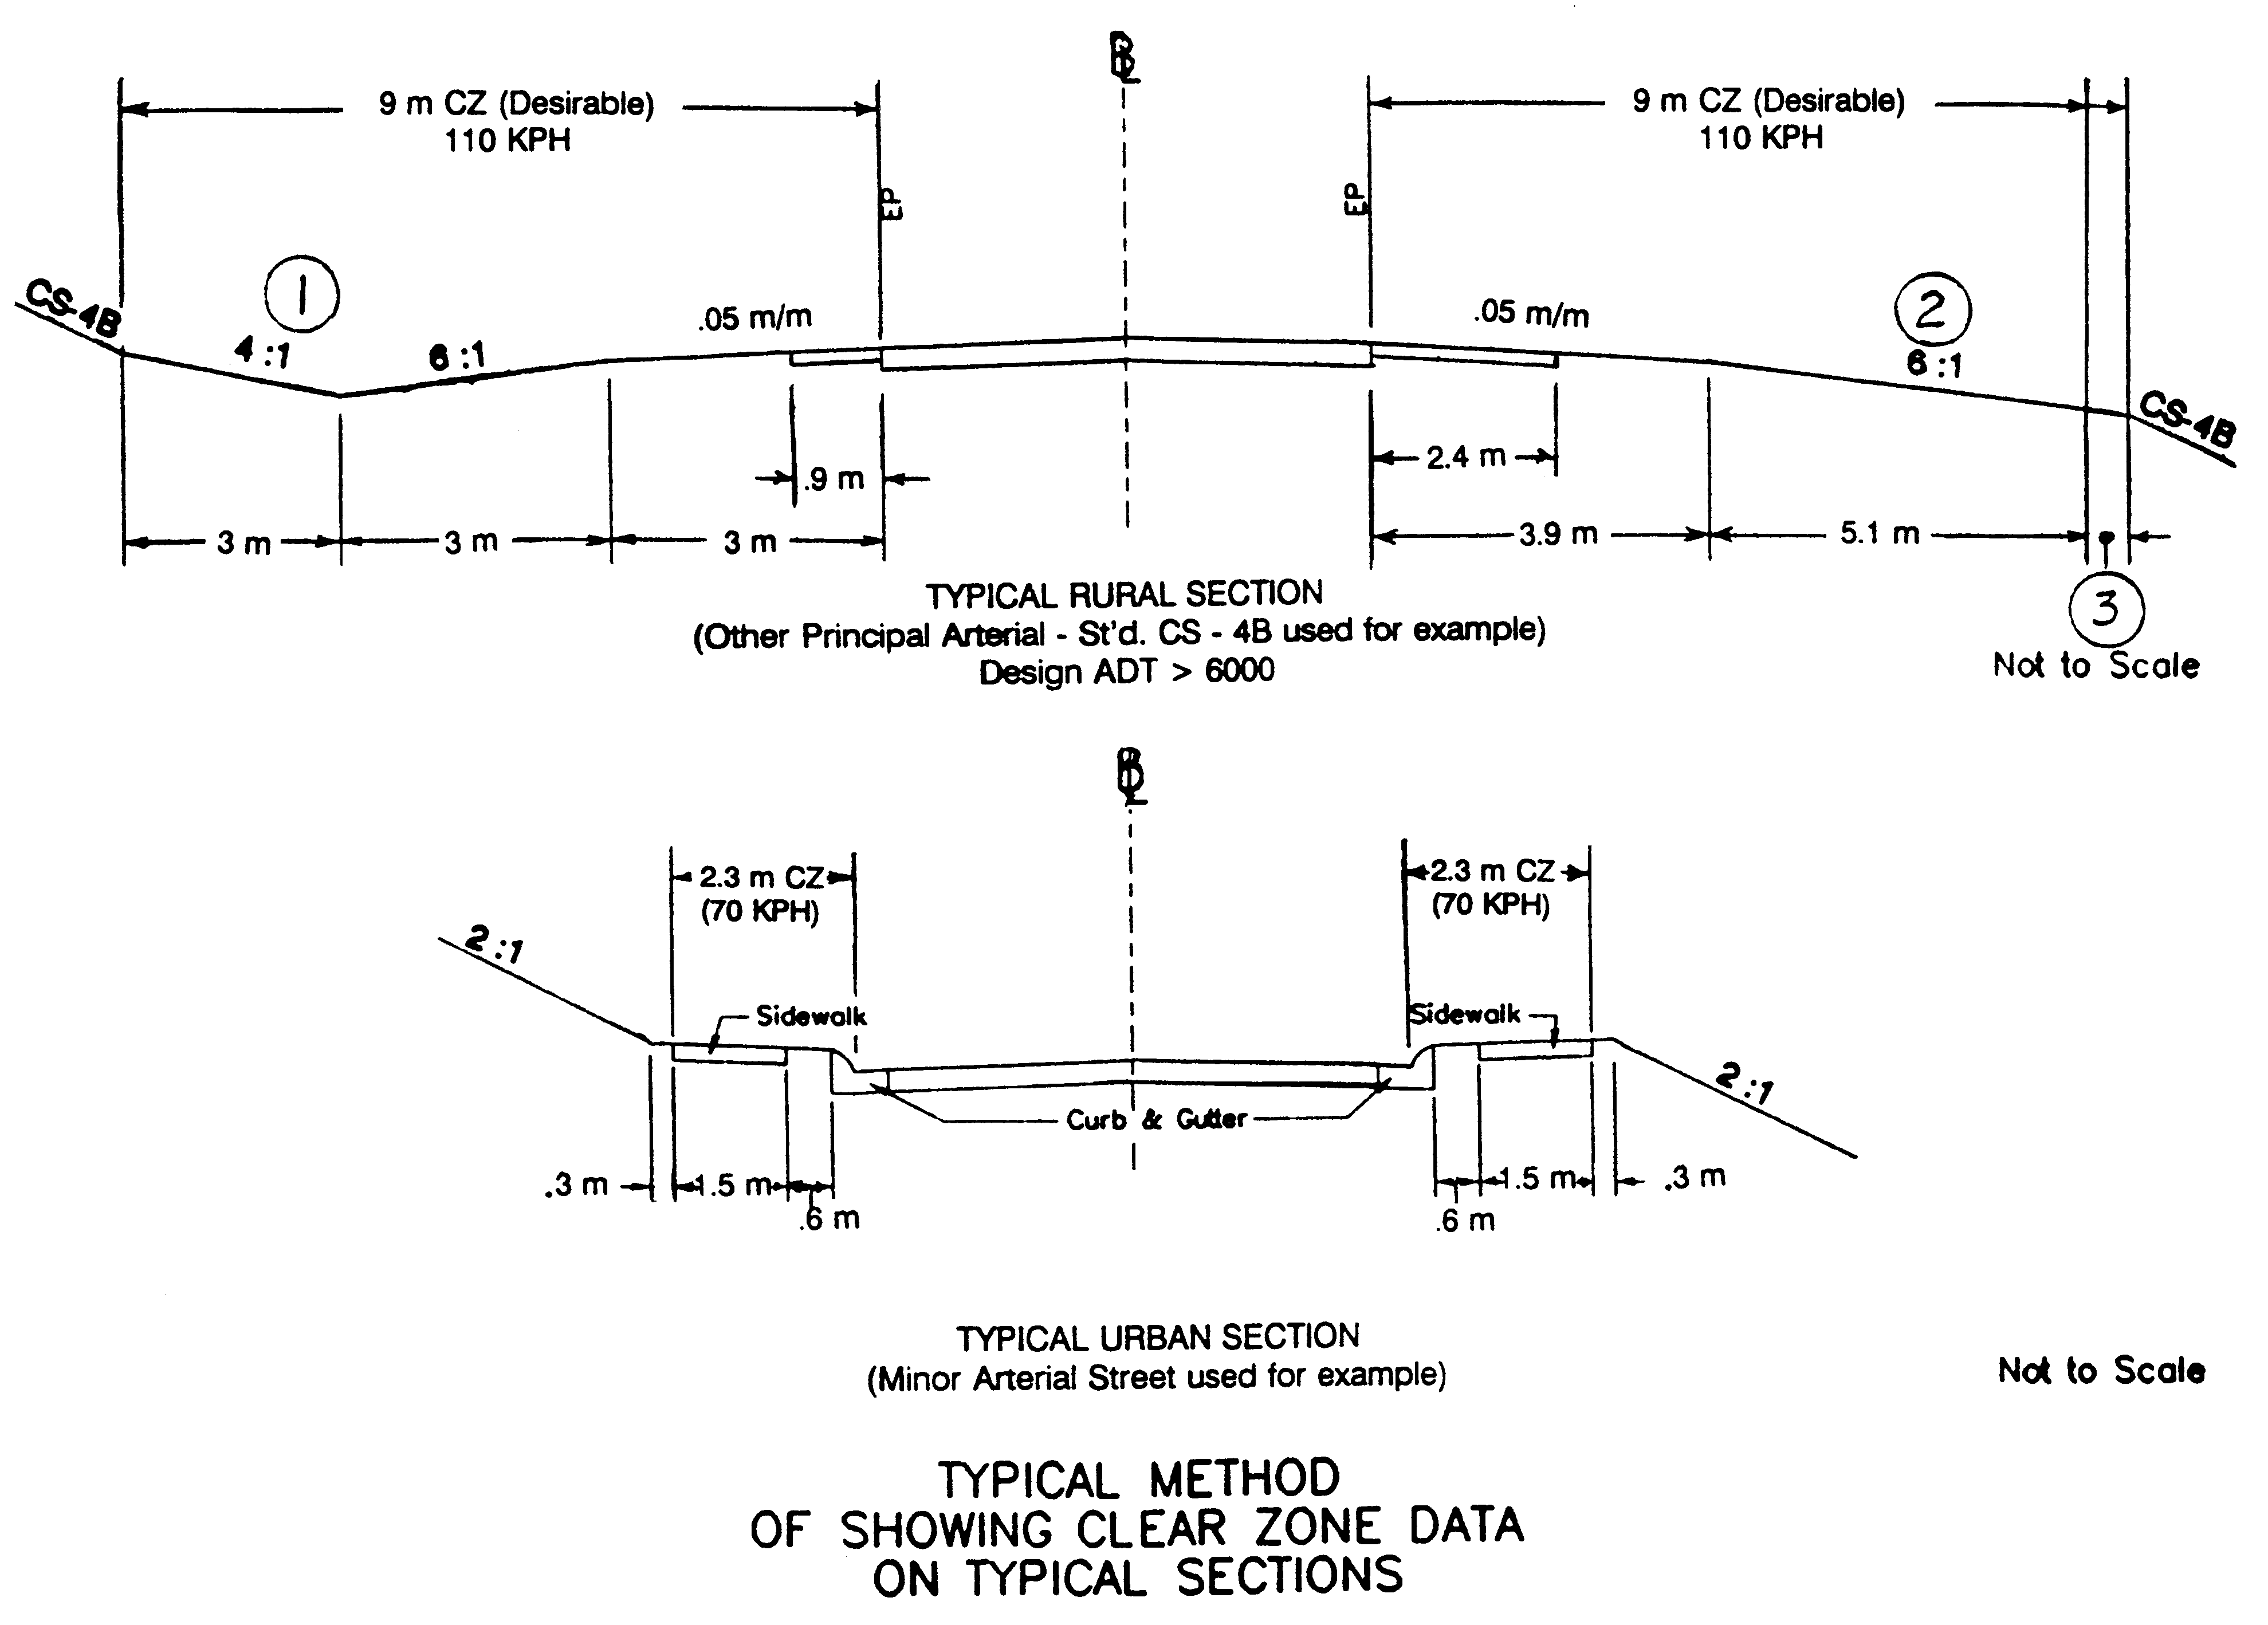 9 m CZ (Desirable)
110 KPH
9 m CZ (Desirable)
110 KPH
EP
EP
CS-4B
1
4 :1
6 :1
.05 m/m
.05 m/m
2
6 :1
CS-4B
.9 m
2.4 m
3 m
3 m
3 m
3.9 m
5.1 m
3
Not to Scale
TYPICAL RURAL SECTION
(Other Principal Arterial - St'd. CS - 4B used for example)
Design ADT > 6000
2.3 m CZ
(70 KPH)
2.3 m CZ
(70 KPH)
2 :1
Sidewalk
Sidewalk
2 :1
Curb & Gutter
.3 m
1.5 m
.6 m
1.5 m
.3 m
.6 m
TYPICAL URBAN SECTION
(Minor Arterial Street used for example)
Not to Scale
TYPICAL METHOD
OF SHOWING CLEAR ZONE DATA
ON TYPICAL SECTIONS